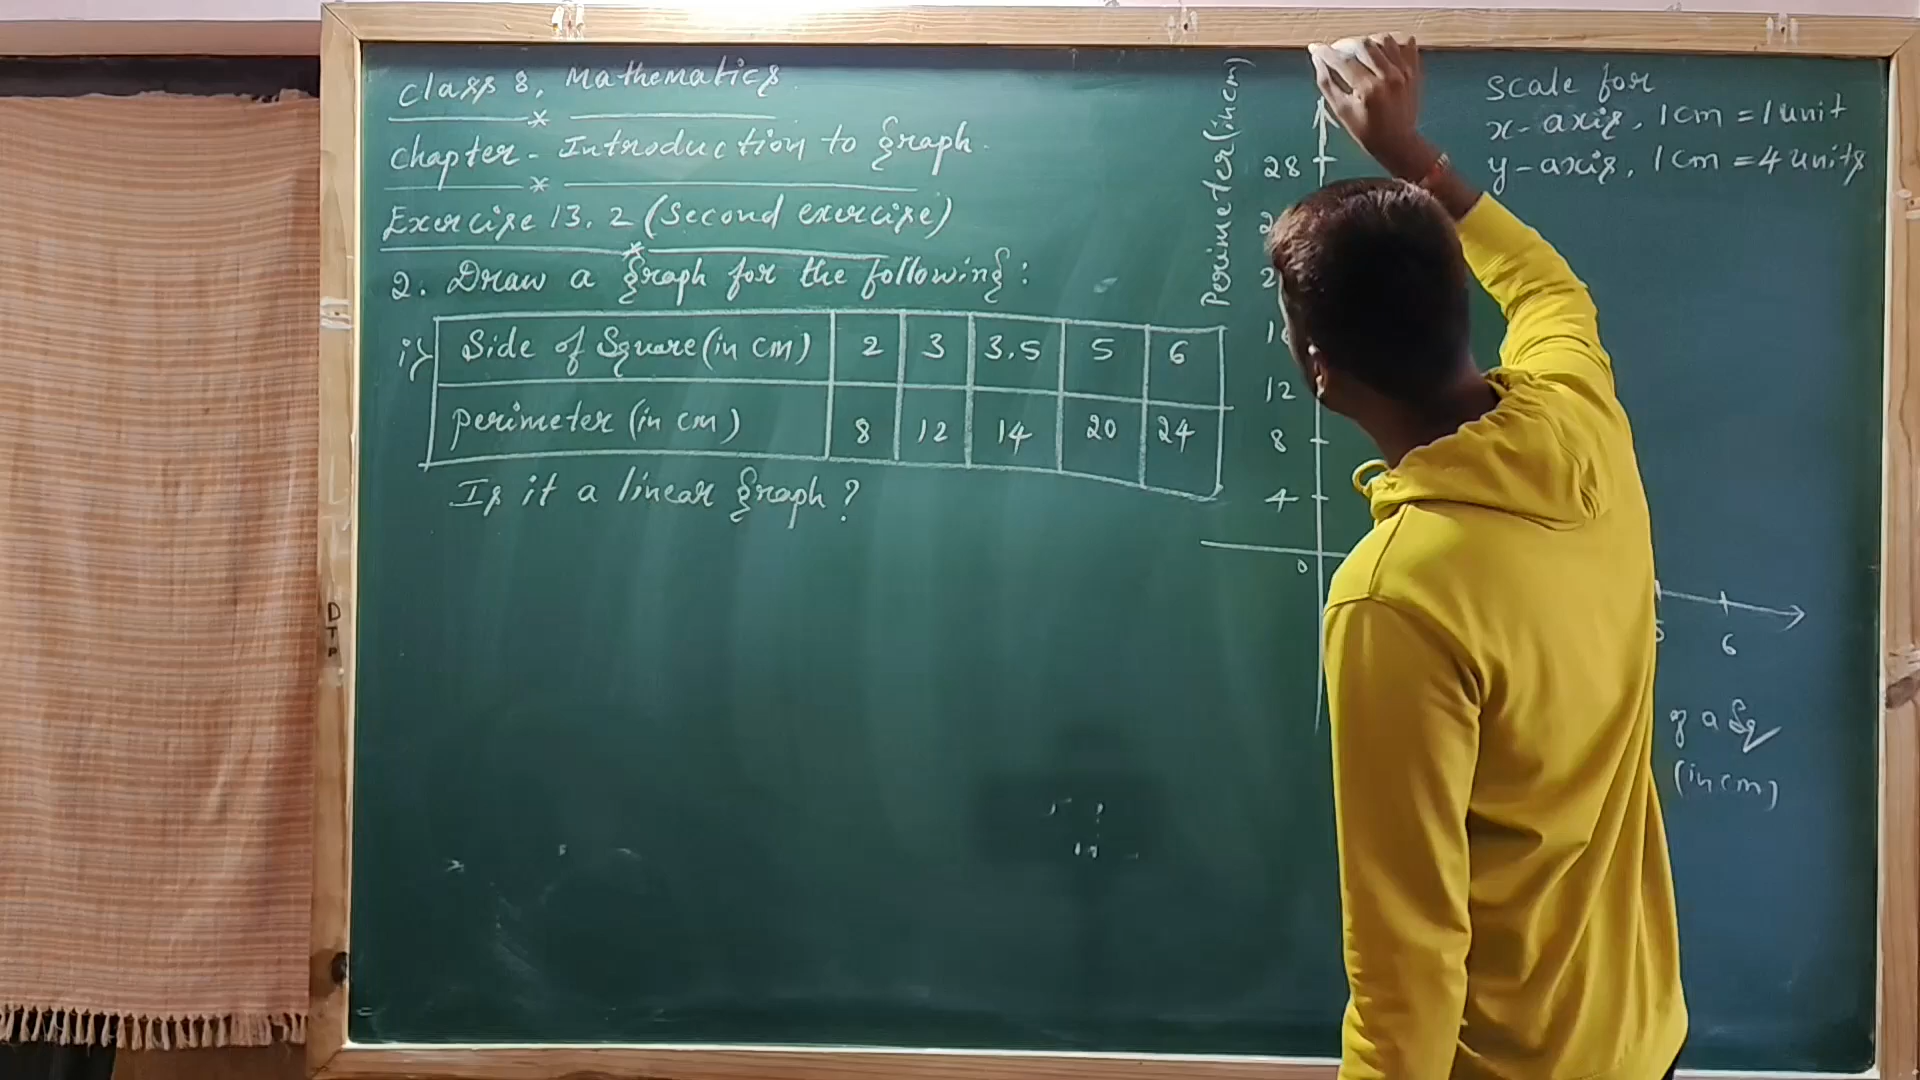 Class 8, Mathematics
Chapter - Introduction to Graph.
Exercise 13.2 (Second exercise)
2. Draw a Graph for the following:
i) Side of Square (in cm) 2 3 3.5 5 6
Perimeter (in cm) 8 12 14 20 24
Is it a linear Graph?
Perimeter (in cm)
28
12
8
4
0
6
of a Sq
(in cm)
Scale for
x-axis, 1cm = 1 unit
y-axis, 1cm = 4 units
D T P